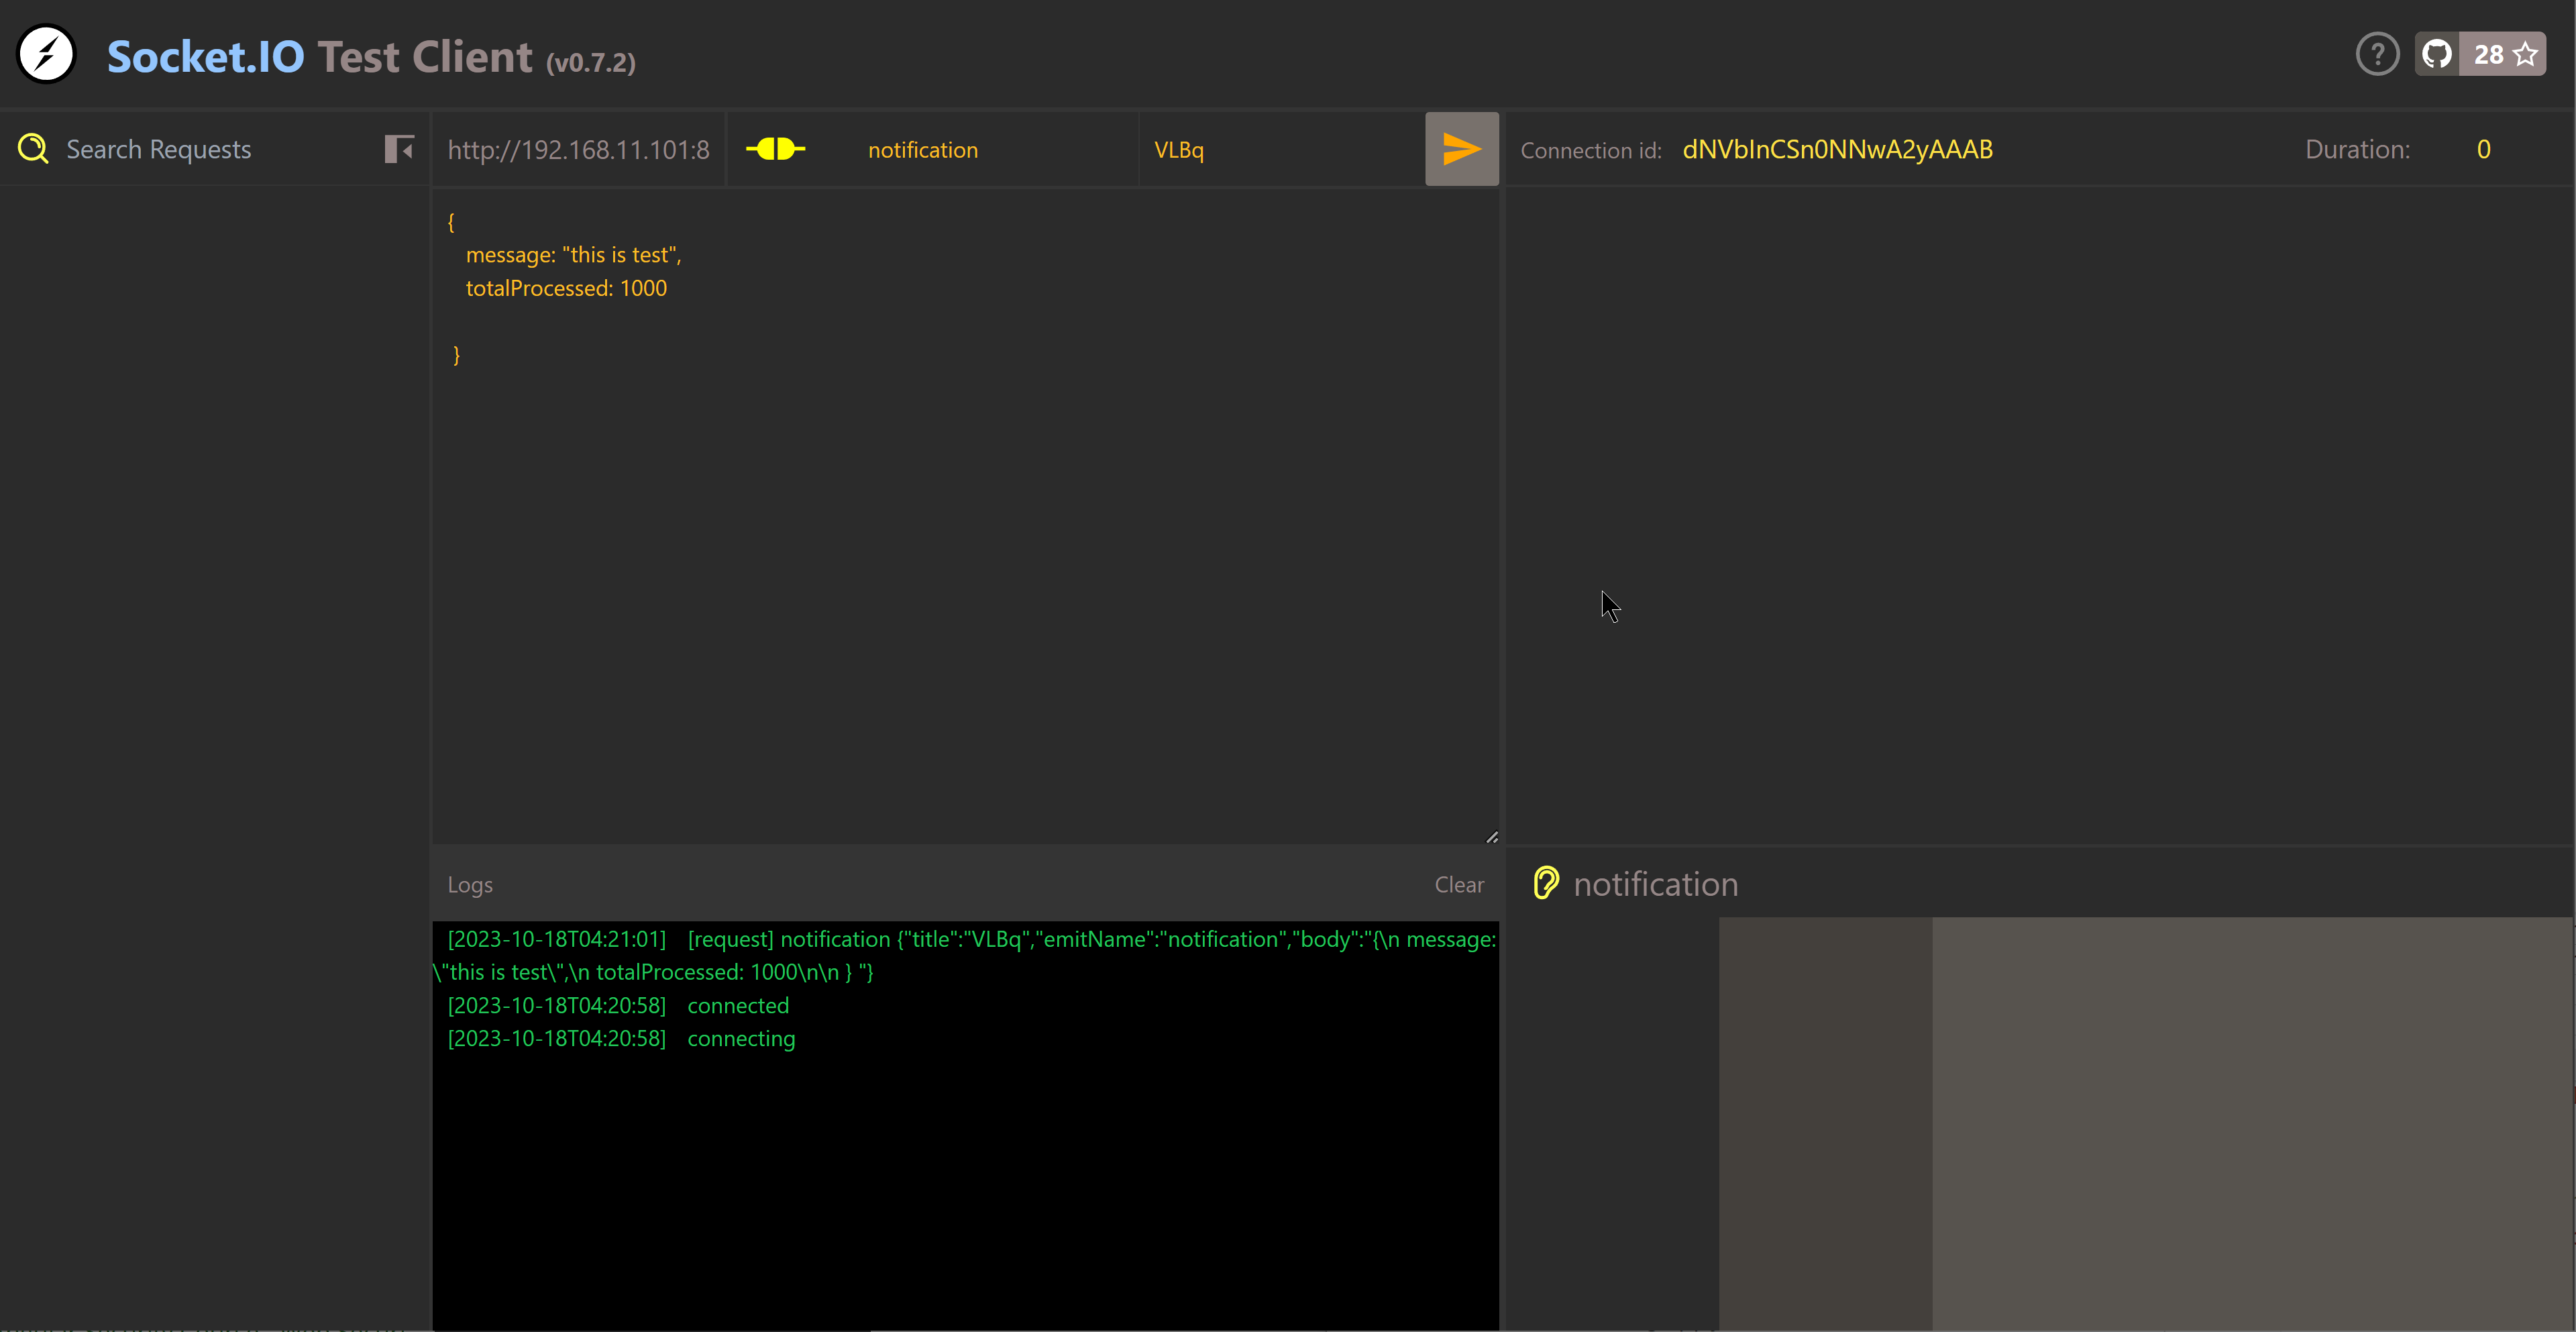 Socket.IO Test Client (v0.7.2)
28
Search Requests
http://192.168.11.101:8
notification
VLBq
Connection id: dNVbInCSn0NNwA2yAAAB
Duration: 0
{
message: "this is test",
totalProcessed: 1000
}
Logs
Clear
[2023-10-18T04:21:01] [request] notification {"title":"VLBq","emitName":"notification","body":"{\n message:
\"this is test\",\n totalProcessed: 1000\n\n } "}
[2023-10-18T04:20:58] connected
[2023-10-18T04:20:58] connecting
notification